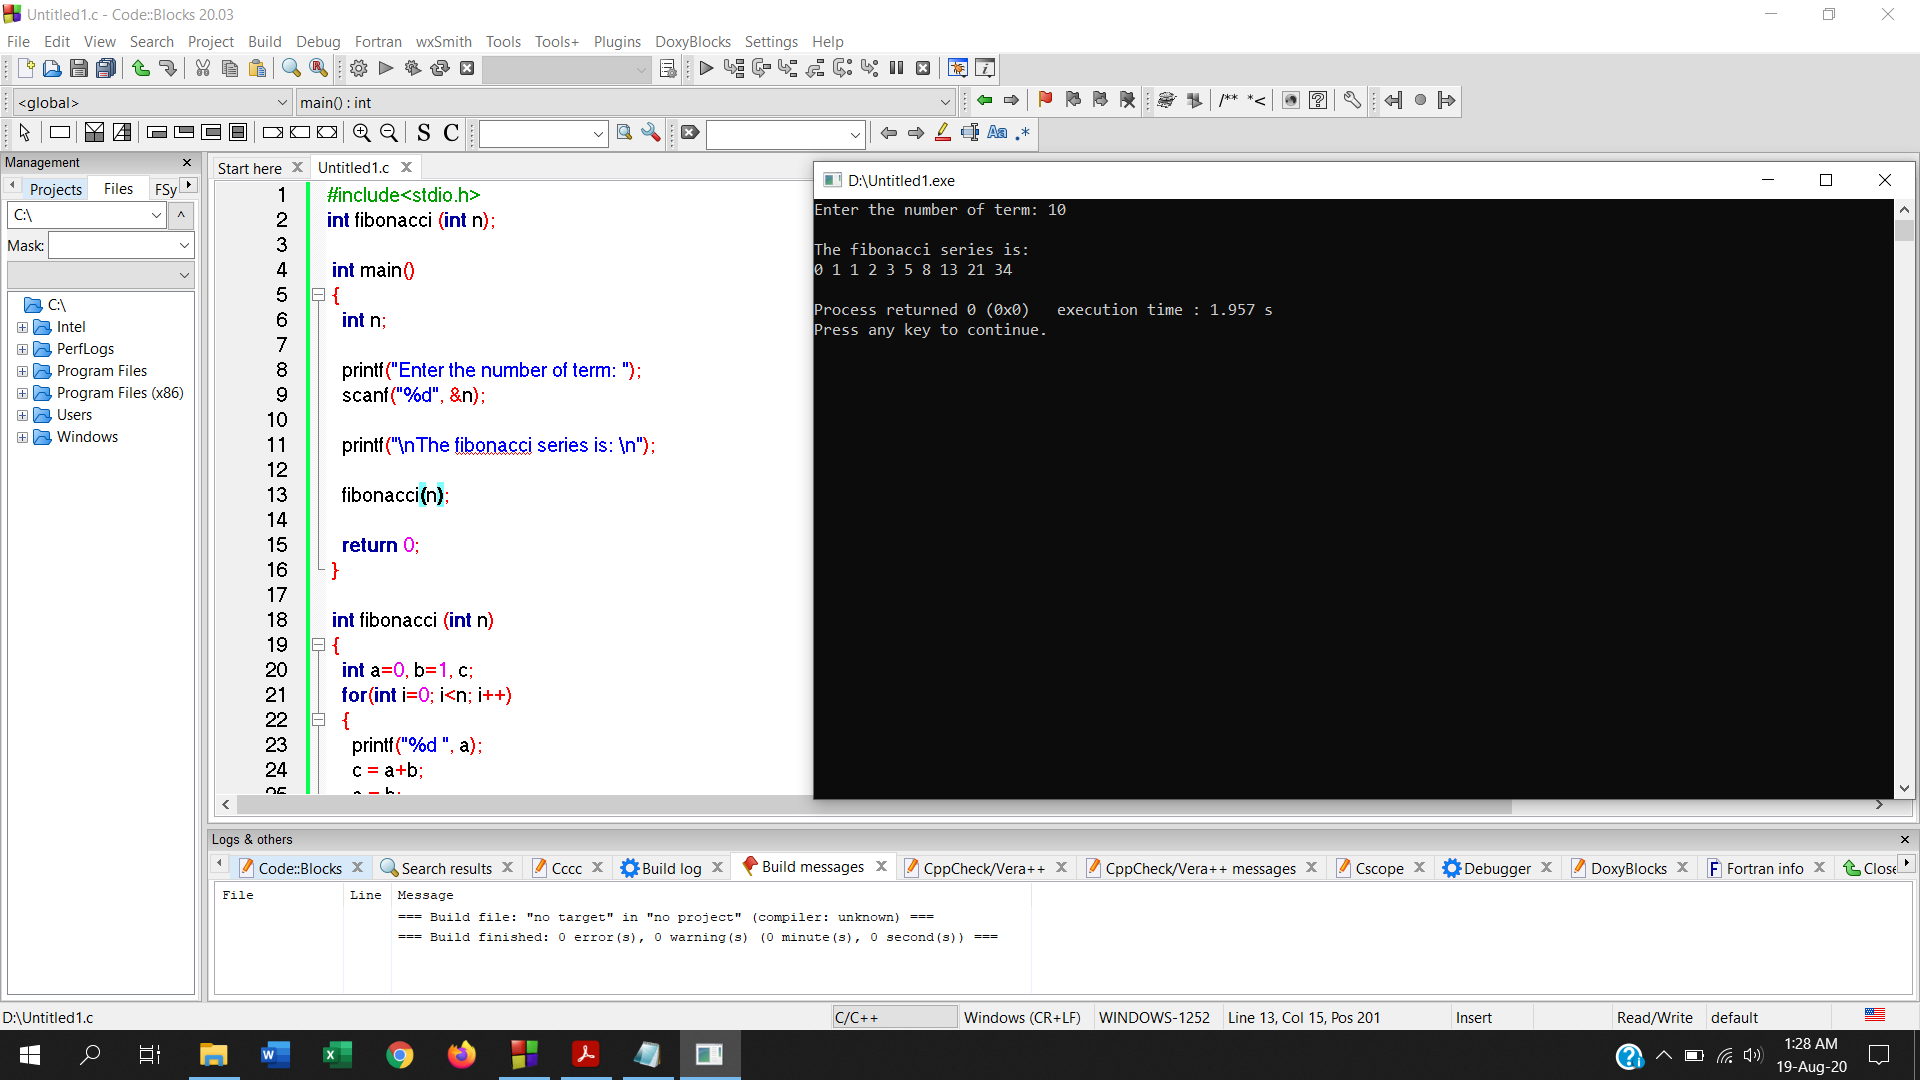 Untitled1.c - Code::Blocks 20.03
File Edit View Search Project Build Debug Fortran wxSmith Tools Tools+ Plugins DoxyBlocks Settings Help
<global> main() : int
/** *<
S C Aa .*
Management
Projects Files FSy
C:\
Mask:
C:\
Intel
PerfLogs
Program Files
Program Files (x86)
Users
Windows
Start here Untitled1.c
1 #include<stdio.h>
2 int fibonacci (int n);
3
4 int main()
5 {
6 int n;
7
8 printf("Enter the number of term: ");
9 scanf("%d", &n);
10
11 printf("\nThe fibonacci series is: \n");
12
13 fibonacci(n);
14
15 return 0;
16 }
17
18 int fibonacci (int n)
19 {
20 int a=0, b=1, c;
21 for(int i=0; i<n; i++)
22 {
23 printf("%d ", a);
24 c = a+b;
25 a = b;
D:\Untitled1.exe
Enter the number of term: 10
The fibonacci series is:
0 1 1 2 3 5 8 13 21 34
Process returned 0 (0x0) execution time : 1.957 s
Press any key to continue.
Logs & others
Code::Blocks Search results Cccc Build log Build messages CppCheck/Vera++ CppCheck/Vera++ messages Cscope Debugger DoxyBlocks Fortran info Close
File Line Message
=== Build file: "no target" in "no project" (compiler: unknown) ===
=== Build finished: 0 error(s), 0 warning(s) (0 minute(s), 0 second(s)) ===
D:\Untitled1.c C/C++ Windows (CR+LF) WINDOWS-1252 Line 13, Col 15, Pos 201 Insert Read/Write default
1:28 AM
19-Aug-20